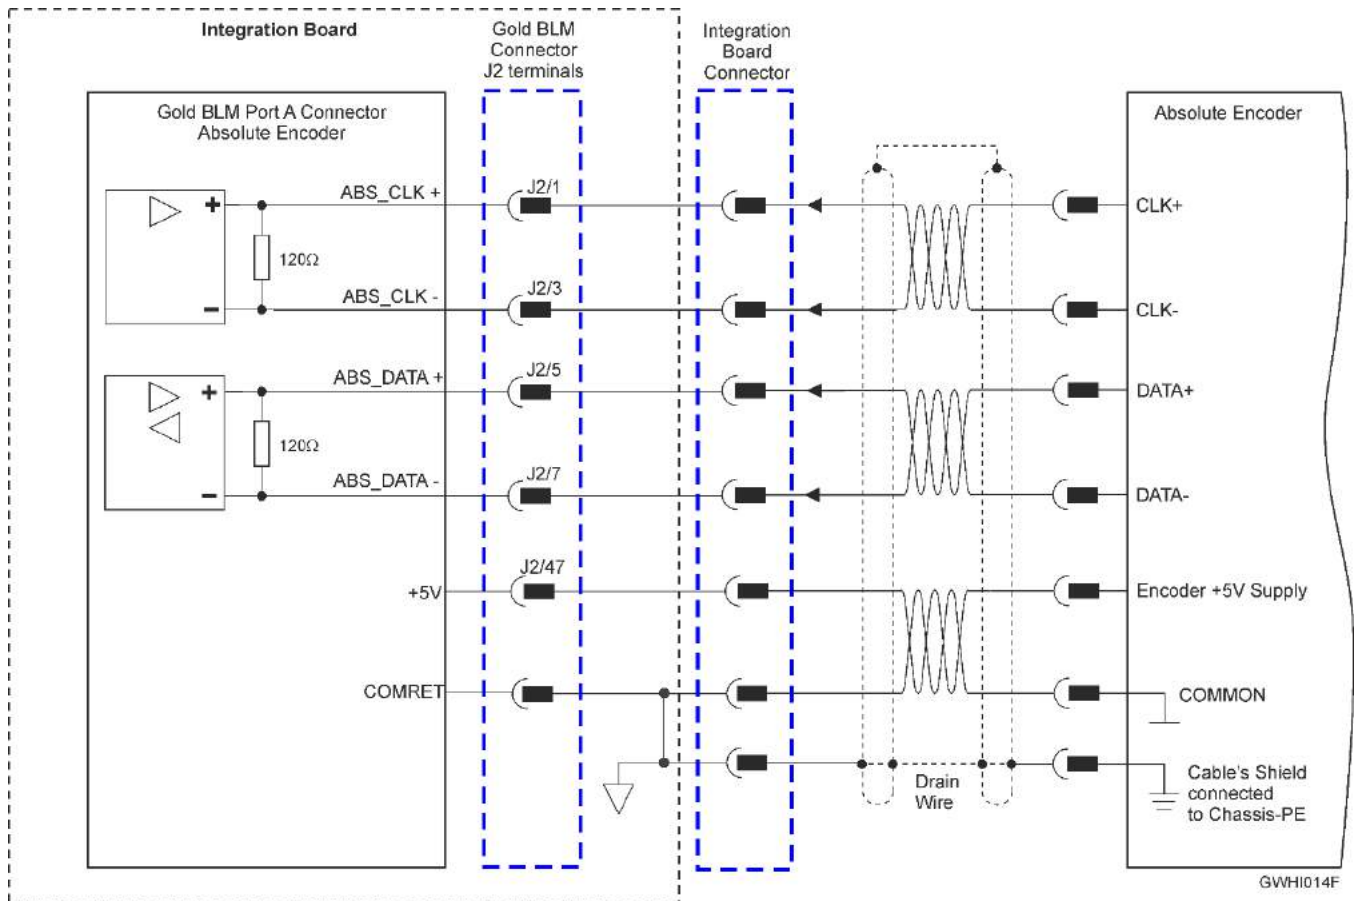 Integration Board
Gold BLM
Connector
J2 terminals
Integration
Board
Connector
Gold BLM Port A Connector
Absolute Encoder
Absolute Encoder
ABS_CLK +
J2/1
CLK+
120Ω
ABS_CLK -
J2/3
CLK-
ABS_DATA +
J2/5
DATA+
120Ω
ABS_DATA -
J2/7
DATA-
+5V
J2/47
Encoder +5V Supply
COMRET
COMMON
Drain
Wire
Cable's Shield
connected
to Chassis-PE
GWHI014F